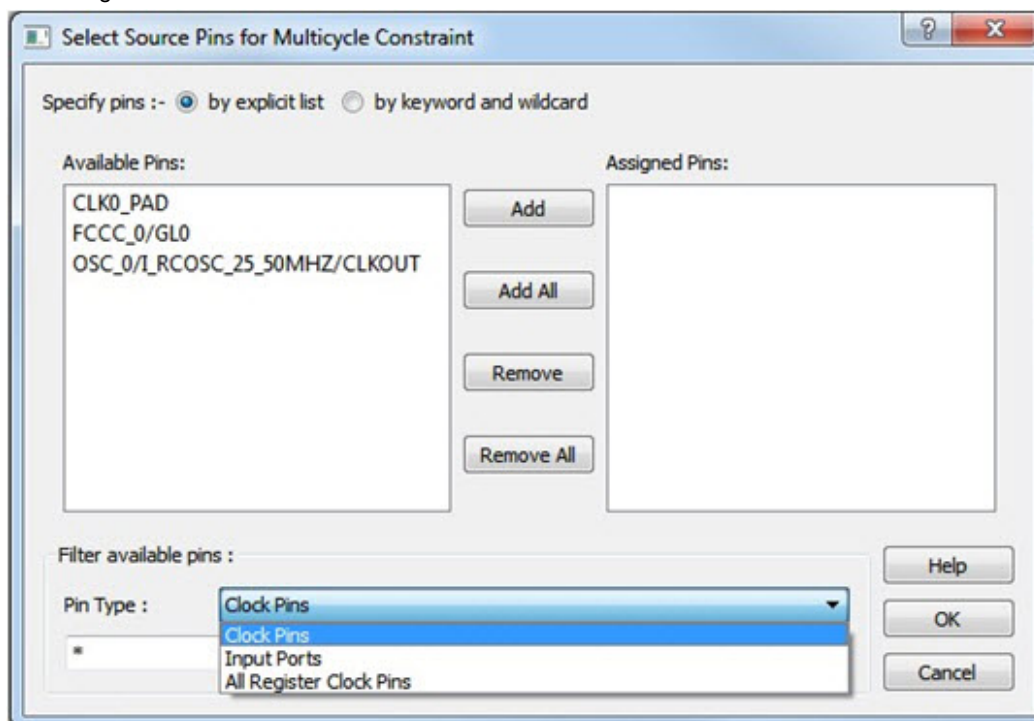 Select Source Pins for Multicycle Constraint
Specify pins :- by explicit list by keyword and wildcard
Available Pins:
Assigned Pins:
CLK0_PAD
FCCC_0/GL0
OSC_0/I_RCOSC_25_50MHZ/CLKOUT
Add
Add All
Remove
Remove All
Filter available pins :
Pin Type :
Clock Pins
Clock Pins
Input Ports
All Register Clock Pins
*
Help
OK
Cancel